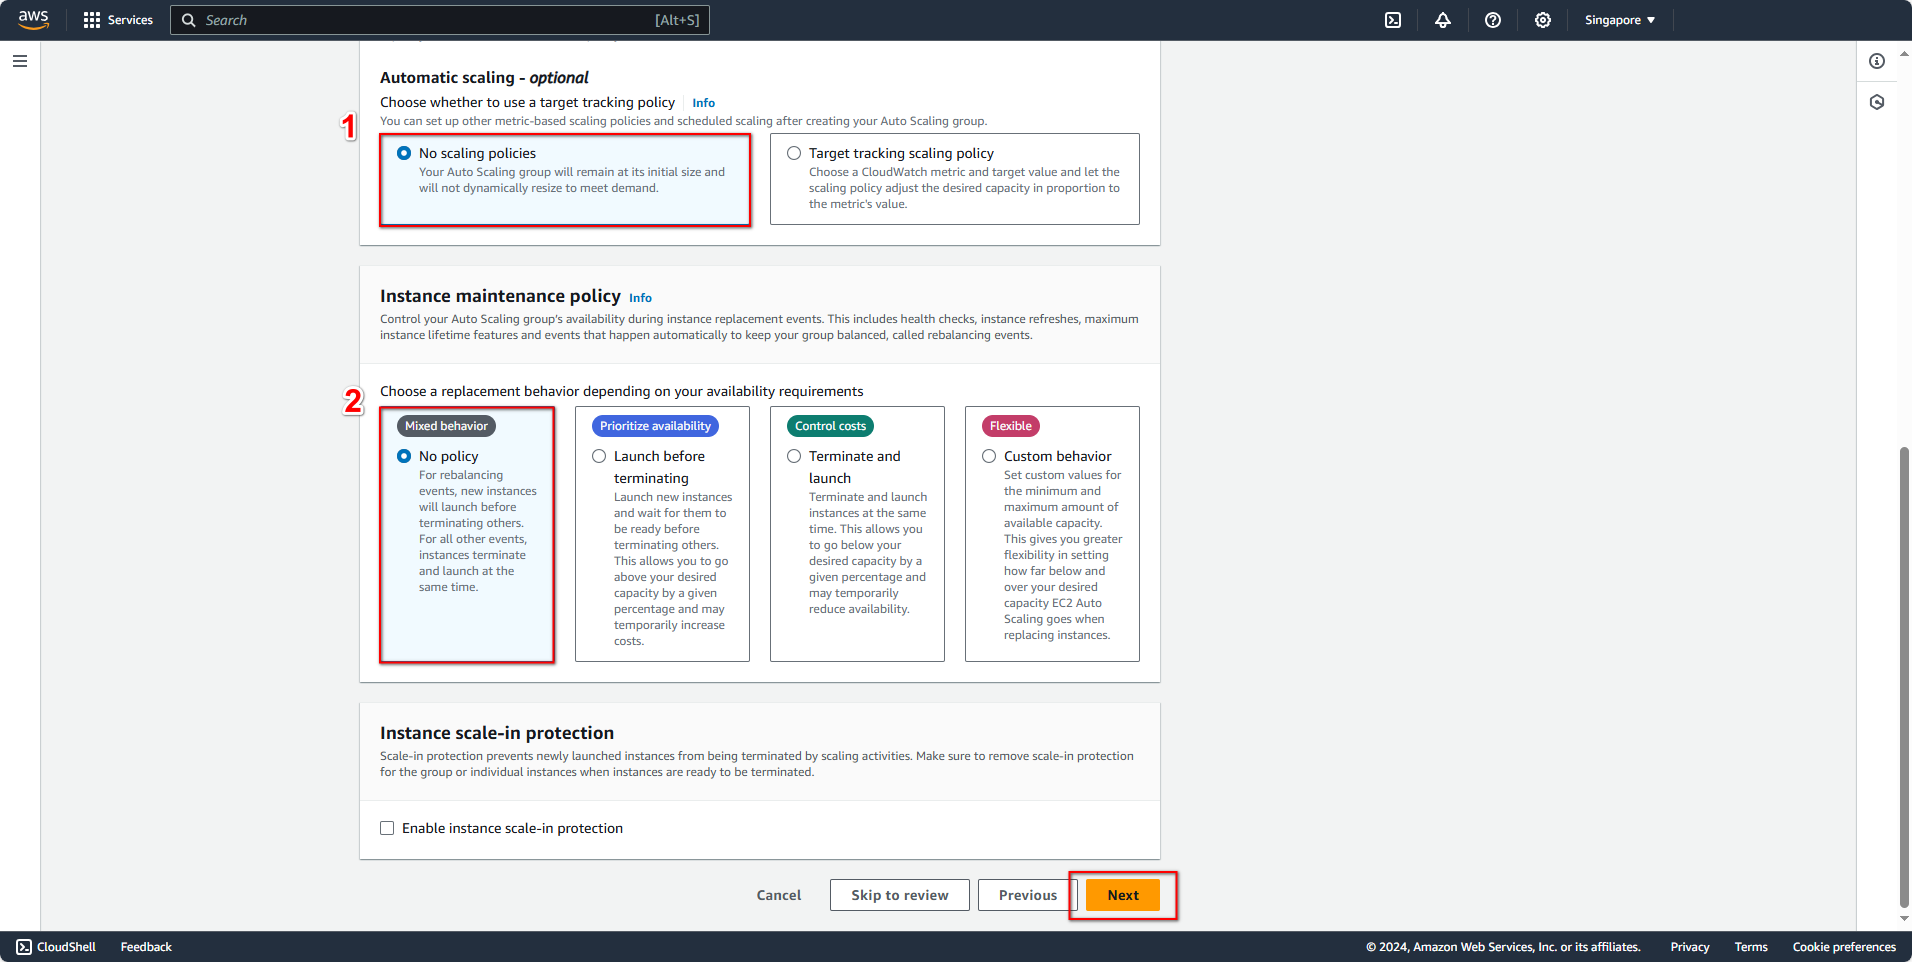 aws
Services
Search
[Alt+S]
Singapore ▼
Automatic scaling - optional
Choose whether to use a target tracking policy
Info
You can set up other metric-based scaling policies and scheduled scaling after creating your Auto Scaling group.
1
No scaling policies
Your Auto Scaling group will remain at its initial size and
will not dynamically resize to meet demand.
Target tracking scaling policy
Choose a CloudWatch metric and target value and let the
scaling policy adjust the desired capacity in proportion to
the metric's value.
Instance maintenance policy
Info
Control your Auto Scaling group's availability during instance replacement events. This includes health checks, instance refreshes, maximum
instance lifetime features and events that happen automatically to keep your group balanced, called rebalancing events.
2
Choose a replacement behavior depending on your availability requirements
Mixed behavior
No policy
For rebalancing
events, new instances
will launch before
terminating others.
For all other events,
instances terminate
and launch at the
same time.
Prioritize availability
Launch before
terminating
Launch new instances
and wait for them to
be ready before
terminating others.
This allows you to go
above your desired
capacity by a given
percentage and may
temporarily increase
costs.
Control costs
Terminate and
launch
Terminate and launch
instances at the same
time. This allows you
to go below your
desired capacity by a
given percentage and
may temporarily
reduce availability.
Flexible
Custom behavior
Set custom values for
the minimum and
maximum amount of
available capacity.
This gives you greater
flexibility in setting
how far below and
over your desired
capacity EC2 Auto
Scaling goes when
replacing instances.
Instance scale-in protection
Scale-in protection prevents newly launched instances from being terminated by scaling activities. Make sure to remove scale-in protection
for the group or individual instances when instances are ready to be terminated.
Enable instance scale-in protection
Cancel
Skip to review
Previous
Next
CloudShell
Feedback
© 2024, Amazon Web Services, Inc. or its affiliates.
Privacy
Terms
Cookie preferences